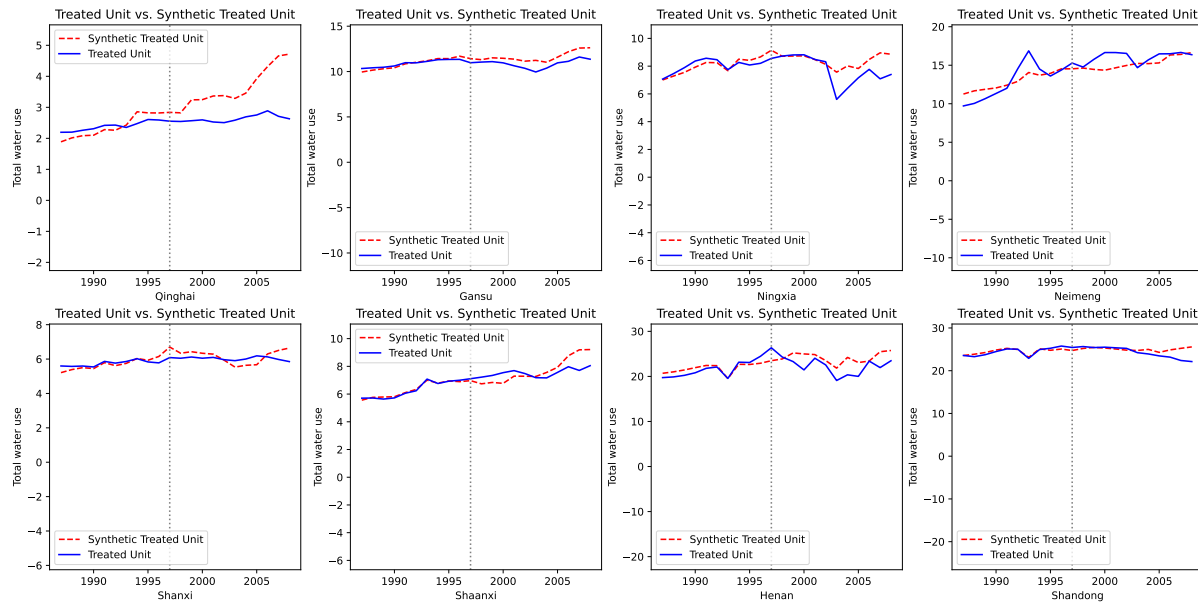 Treated Unit vs. Synthetic Treated Unit
Total water use
5
4
3
2
1
0
−1
−2
Synthetic Treated Unit
Treated Unit
1990
1995
2000
2005
Qinghai
Treated Unit vs. Synthetic Treated Unit
Total water use
15
10
5
0
−5
−10
Synthetic Treated Unit
Treated Unit
1990
1995
2000
2005
Gansu
Treated Unit vs. Synthetic Treated Unit
Total water use
10
8
6
4
2
0
−2
−4
−6
Synthetic Treated Unit
Treated Unit
1990
1995
2000
2005
Ningxia
Treated Unit vs. Synthetic Treated Unit
Total water use
20
15
10
5
0
−5
−10
Synthetic Treated Unit
Treated Unit
1990
1995
2000
2005
Neimeng
Treated Unit vs. Synthetic Treated Unit
Total water use
8
6
4
2
0
−2
−4
−6
Synthetic Treated Unit
Treated Unit
1990
1995
2000
2005
Shanxi
Treated Unit vs. Synthetic Treated Unit
Total water use
10
8
6
4
2
0
−2
−4
−6
Synthetic Treated Unit
Treated Unit
1990
1995
2000
2005
Shaanxi
Treated Unit vs. Synthetic Treated Unit
Total water use
30
20
10
0
−10
−20
Synthetic Treated Unit
Treated Unit
1990
1995
2000
2005
Henan
Treated Unit vs. Synthetic Treated Unit
Total water use
30
20
10
0
−10
−20
Synthetic Treated Unit
Treated Unit
1990
1995
2000
2005
Shandong